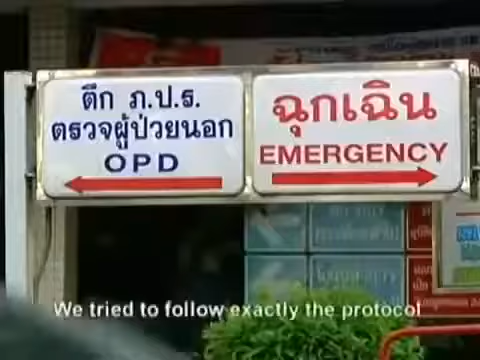 ตึก ภ.ป.ร.
ตรวจผู้ป่วยนอก
OPD
ฉุกเฉิน
EMERGENCY
We tried to follow exactly the protocol